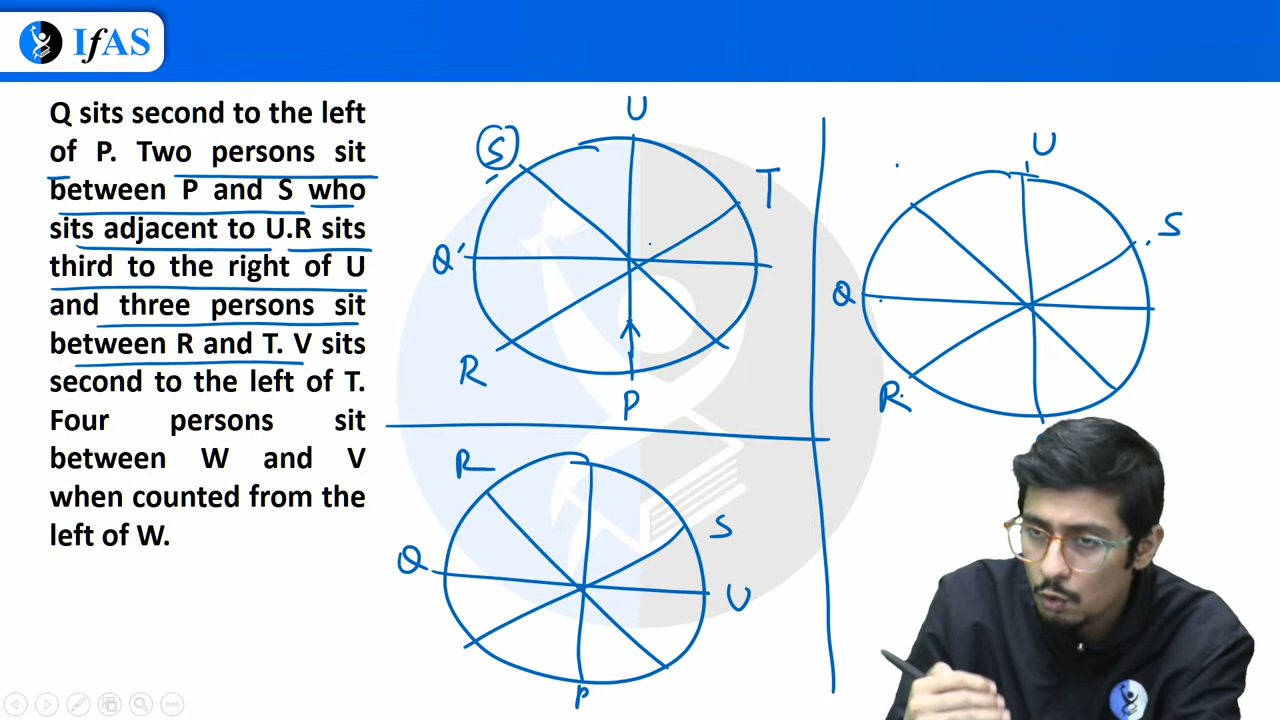 IfAS
Q sits second to the left
of P. Two persons sit
between P and S who
sits adjacent to U.R sits
third to the right of U
and three persons sit
between R and T. V sits
second to the left of T.
Four persons sit
between W and V
when counted from the
left of W.
U
S
T
Q
R
P
U
S
Q
R
R
S
Q
U
P